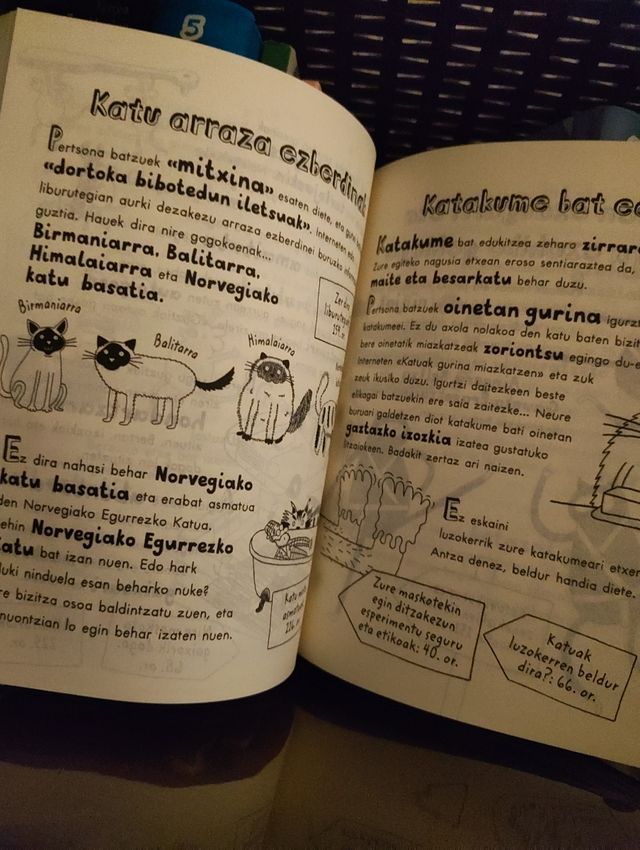 5
Katu arraza ezberdinak
Pertsona batzuek «mitxina» esaten diete, eta
«dortoka bibotedun iletsuak». Interneten edo
liburutegian aurki dezakezu arraza ezberdinei buruzko
guztia. Hauek dira nire gogokoenak...
Birmaniarra, Balitarra,
Himalaiarra eta Norvegiako
katu basatia.
Birmaniarra
Balitarra
Himalaiarra
Ez dira nahasi behar Norvegiako
katu basatia eta erabat asmatua
den Norvegiako Egurrezko Katua.
Norvegiako Egurrezko
bat izan nuen. Edo hark
ninduela esan beharko nuke?
bizitza osoa baldintzatu zuen, eta
lo egin behar izaten nuen.
Katakume bat
Katakume bat edukitzea zeharo
Zure egiteko nagusia etxean eroso sentiaraztea da,
maite eta besarkatu behar duzu.
Pertsona batzuek oinetan gurina
katakumeei. Ez du axola nolakoa den katu baten
bere oinetatik miazkatzeak zoriontsu egingo
Interneten «Katuak gurina miazkatzen» eta zuk
zeuk ikusiko duzu. Igurtzi daitezkeen beste
elikagai batzuekin ere saia zaitezke... Neure
buruari galdetzen diot katakume bati oinetan
gaztazko izozkia izatea gustatuko
litzaiokeen. Badakit zertaz ari naizen.
Ez eskaini
luzokerrik zure katakumeari
Antza denez, beldur handia diete.
Zure maskotekin
egin ditzakezun
esperimentu seguru
eta etikoak: 40. or.
Katuak
luzokerren beldur
dira?: 66. or.